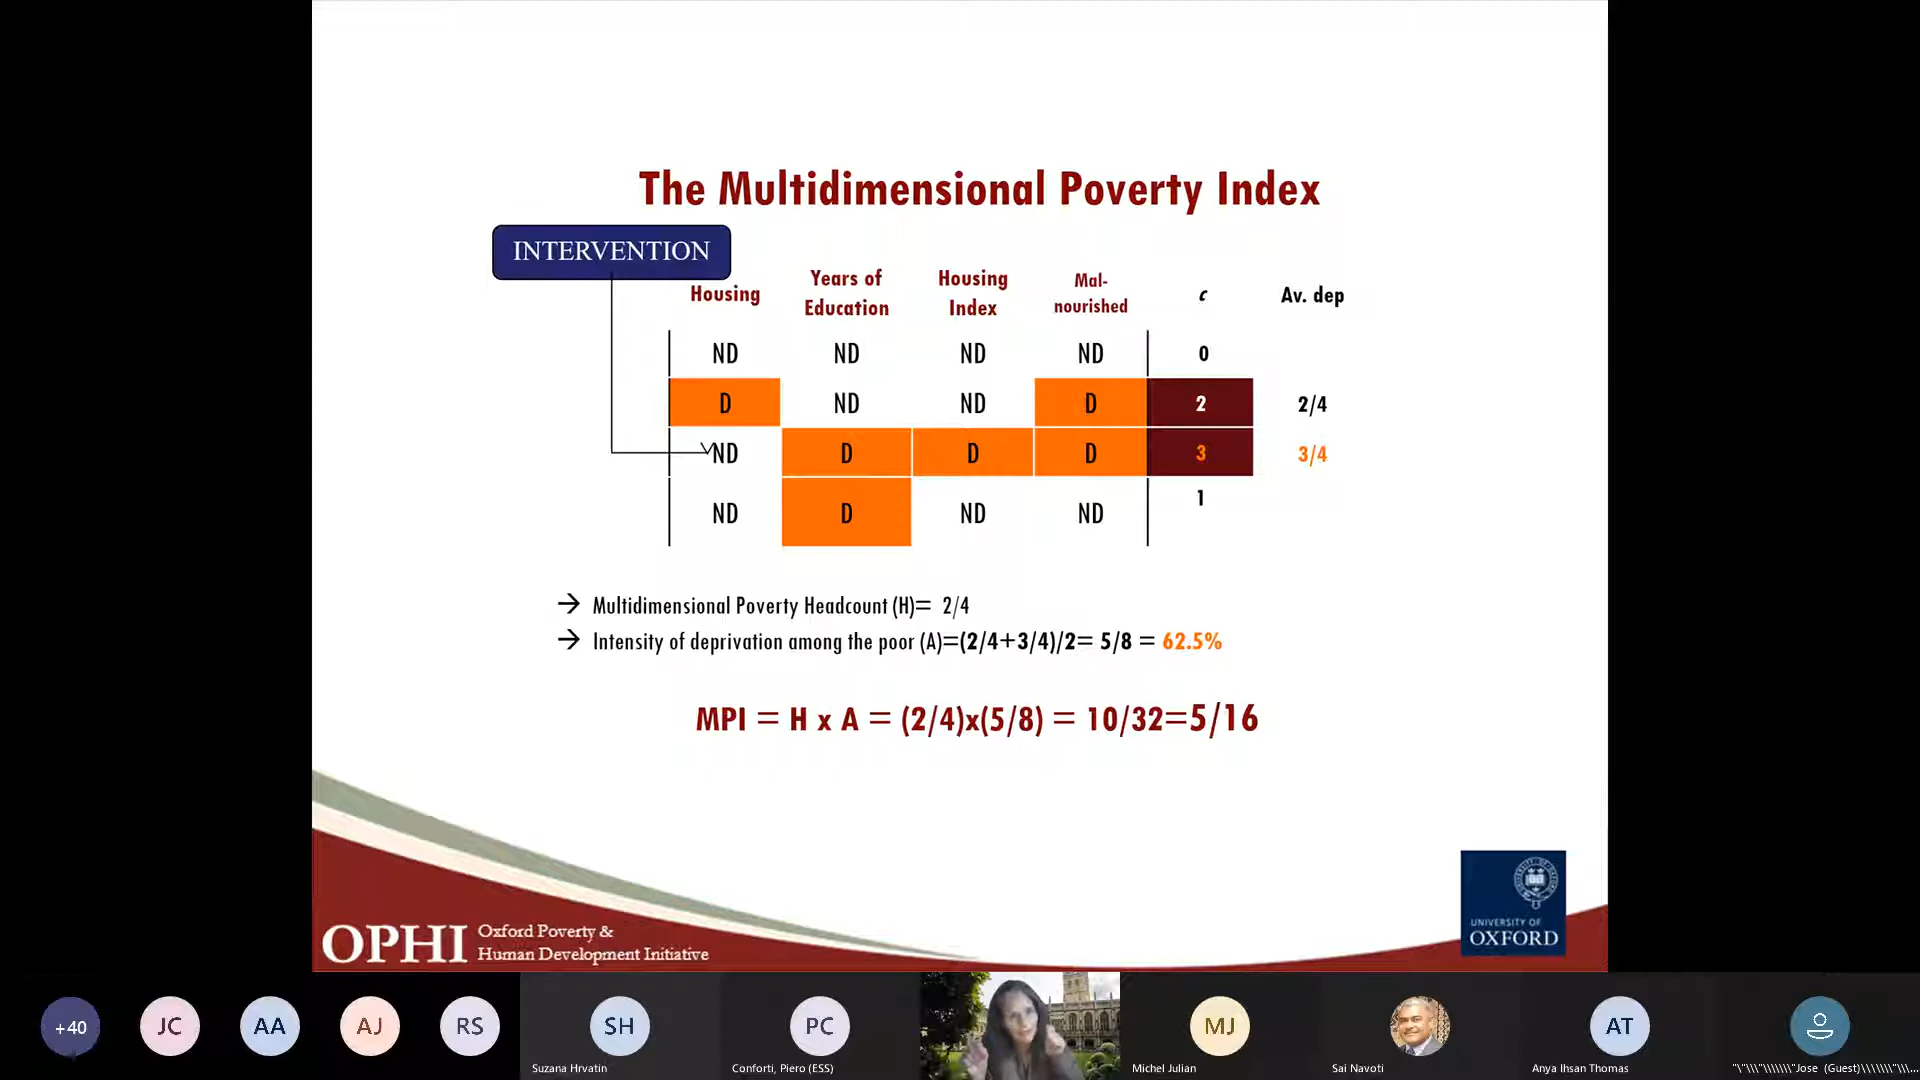 The Multidimensional Poverty Index
INTERVENTION
Housing
Years of
Education
Housing
Index
Mal-
nourished
c
Av. dep
ND ND ND ND 0
D ND ND D 2 2/4
ND D D D 3 3/4
ND D ND ND 1
→ Multidimensional Poverty Headcount (H)= 2/4
→ Intensity of deprivation among the poor (A)=(2/4+3/4)/2= 5/8 = 62.5%
MPI = H x A = (2/4)x(5/8) = 10/32=5/16
OPHI
Oxford Poverty &
Human Development Initiative
UNIVERSITY OF
OXFORD
+40 JC AA AJ RS SH PC MJ AT
Suzana Hrvatin
Conforti, Piero (ESS)
Michel Julian
Sai Navoti
Anya Ihsan Thomas
"\"\\\"\\\\\\\"Jose (Guest)\\\\\\\"\\...